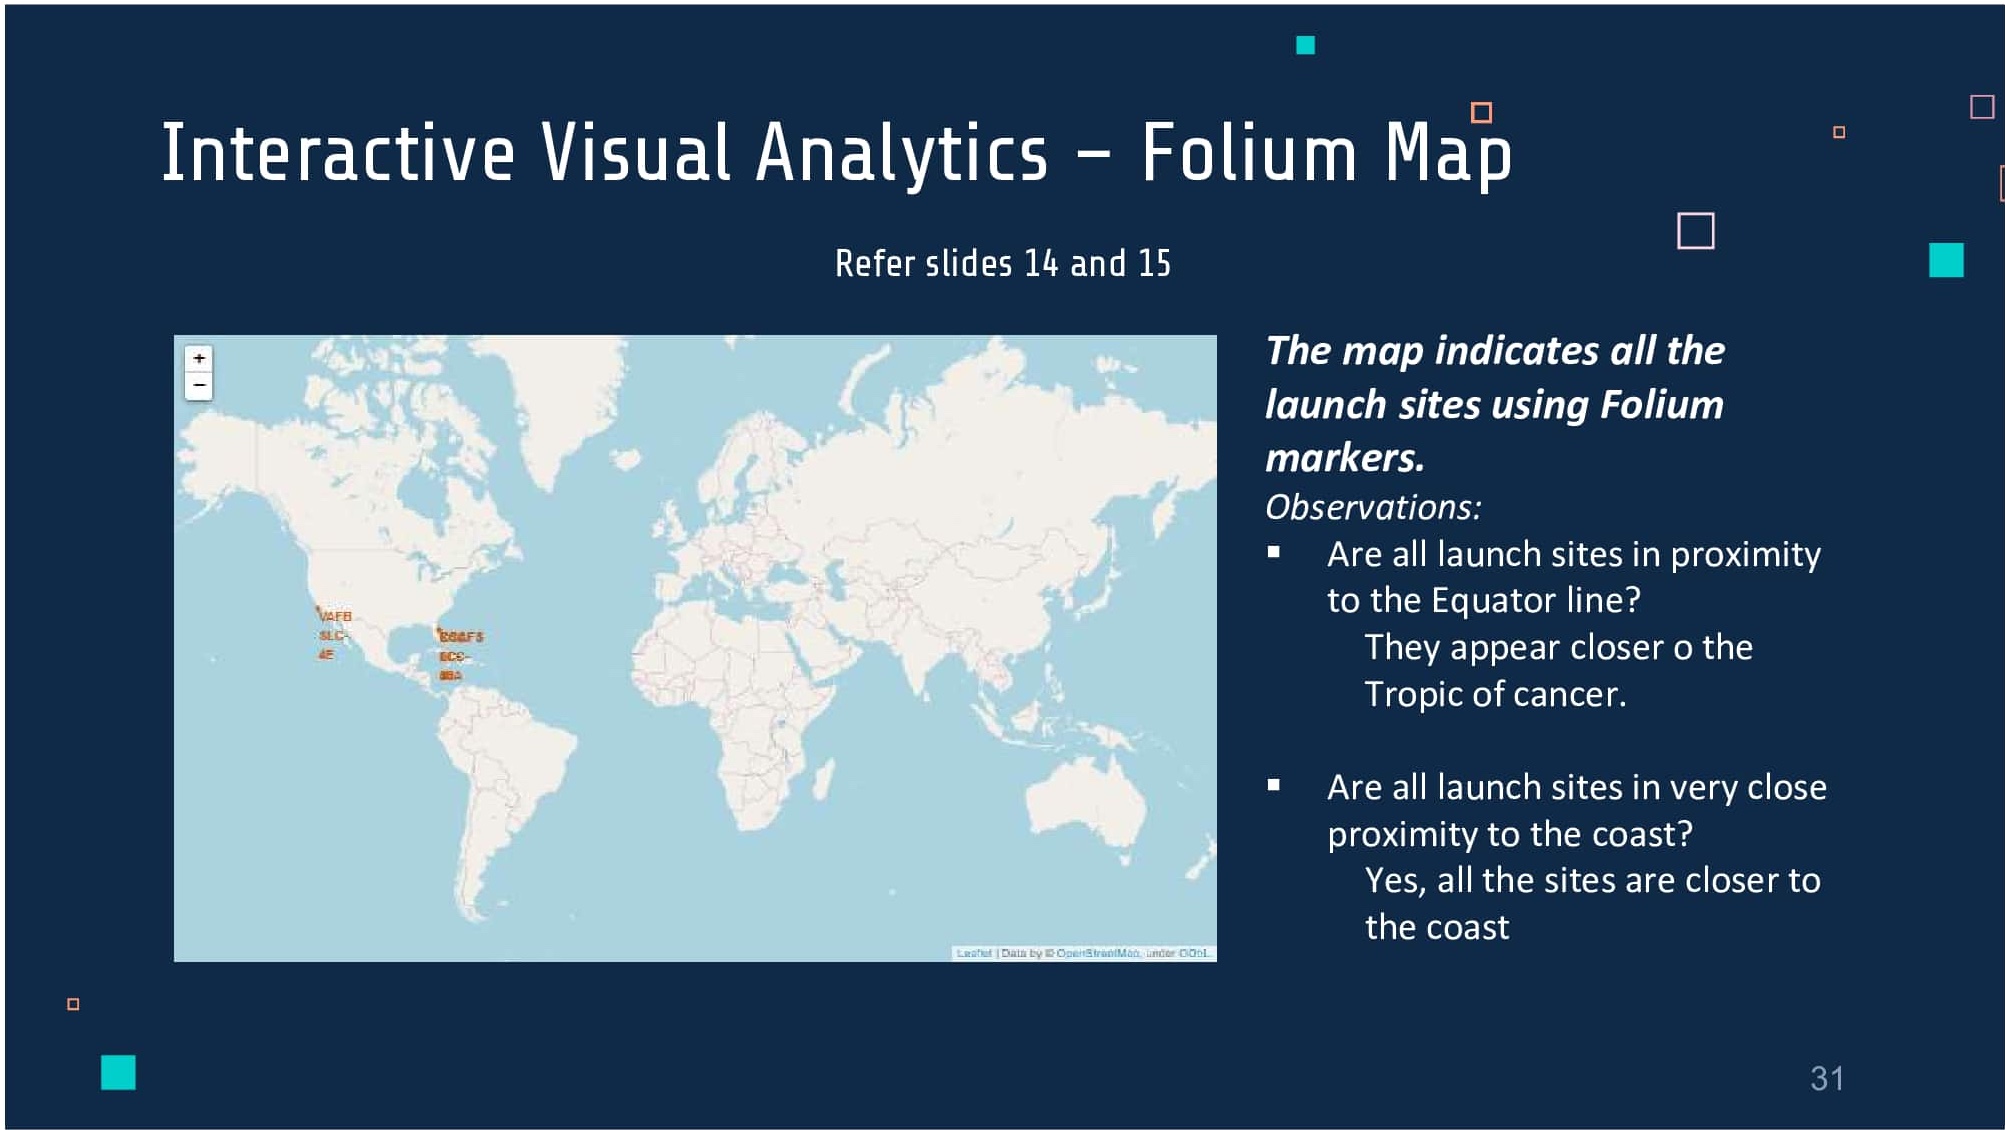 Interactive Visual Analytics – Folium Map
Refer slides 14 and 15
+
−
VAFB
SLC-
4E
Leaflet | Data by © OpenStreetMap, under ODbL.
The map indicates all the
launch sites using Folium
markers.
Observations:
▪ Are all launch sites in proximity
to the Equator line?
They appear closer o the
Tropic of cancer.
▪ Are all launch sites in very close
proximity to the coast?
Yes, all the sites are closer to
the coast
31